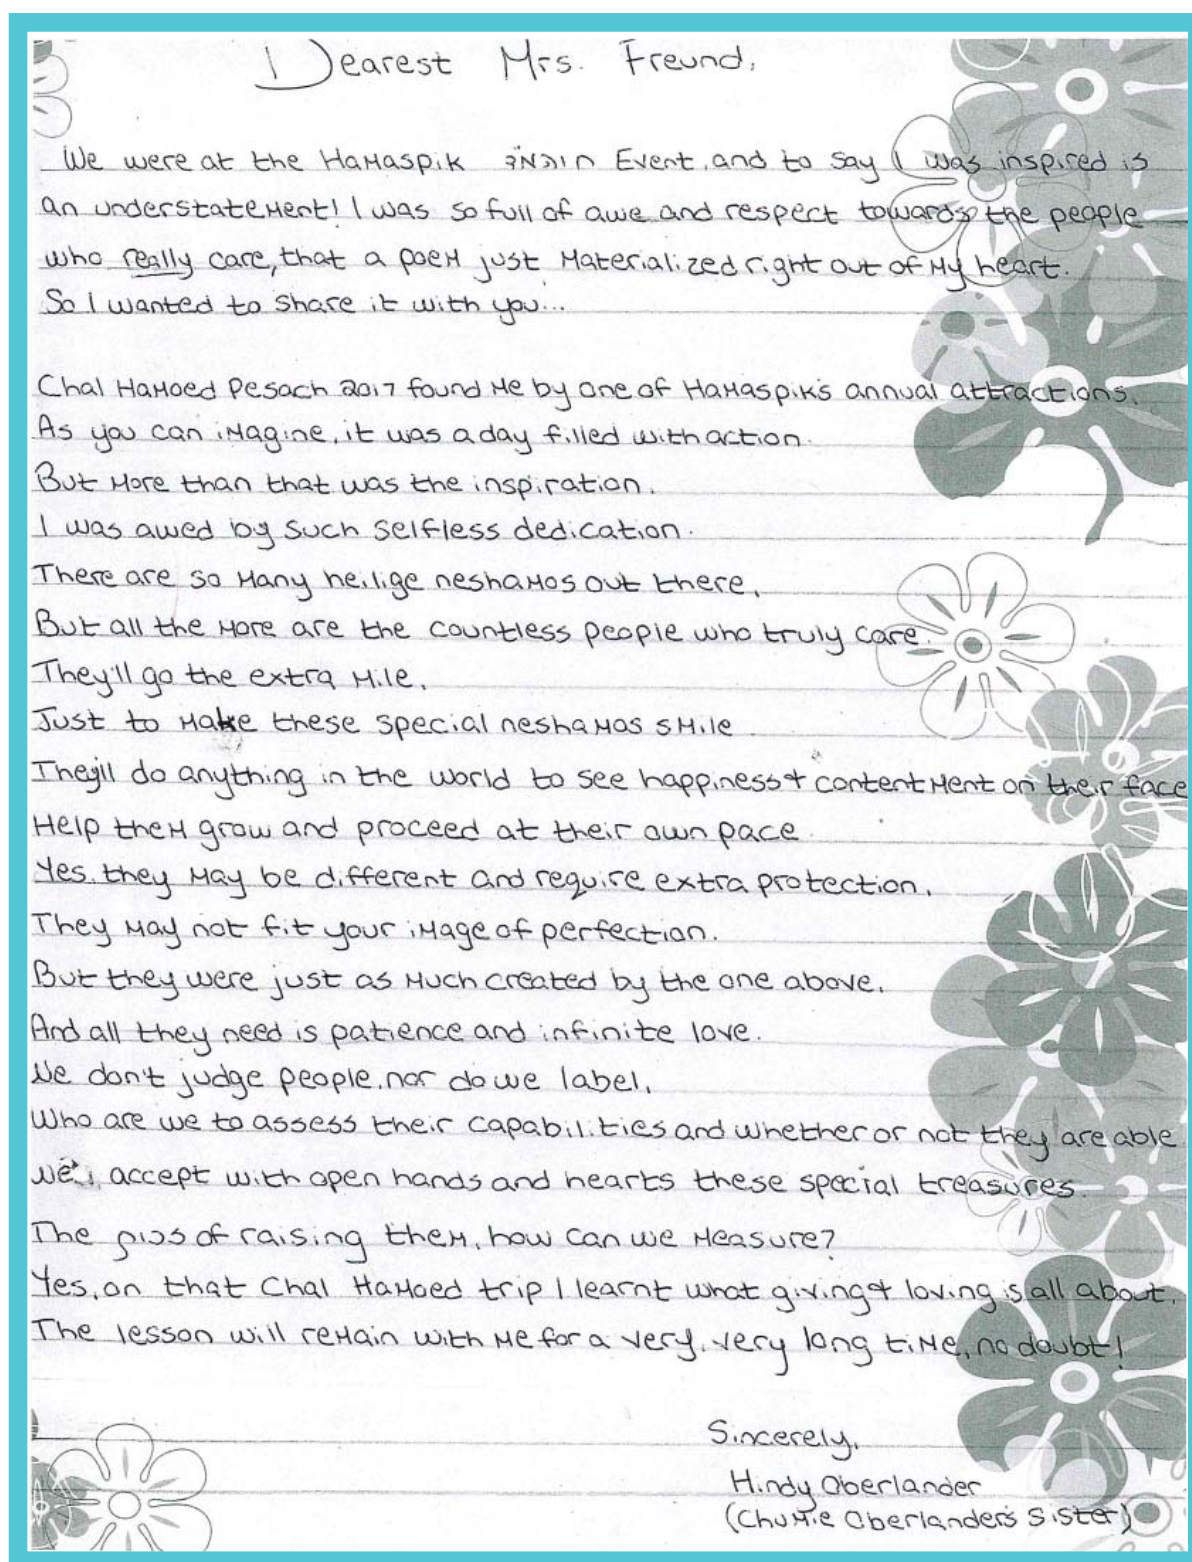 Dearest Mrs. Freund,
We were at the Hamaspik Event, and to say I was inspired is
an understatement! I was so full of awe and respect towards the people
who really care, that a poem just materialized right out of my heart.
So I wanted to share it with you...
Chal Hamoed Pesach 2017 found me by one of Hamaspik's annual attractions.
As you can imagine, it was a day filled with action.
But more than that was the inspiration.
I was awed by such selfless dedication.
There are so many heilige neshamos out there,
But all the more are the countless people who truly care.
They'll go the extra mile,
Just to make these special neshamas smile
They'll do anything in the world to see happiness & contentment on their face
Help them grow and proceed at their own pace.
Yes, they may be different and require extra protection,
They may not fit your image of perfection.
But they were just as much created by the one above,
And all they need is patience and infinite love.
We don't judge people, nor do we label,
Who are we to assess their capabilities and whether or not they are able
We accept with open hands and hearts these special treasures.
The of raising them, how can we measure?
Yes, on that Chal Hamoed trip I learnt what giving & loving is all about,
The lesson will remain with me for a very, very long time, no doubt!
Sincerely,
Hindy Oberlander
(Chumie Oberlander's Sister)